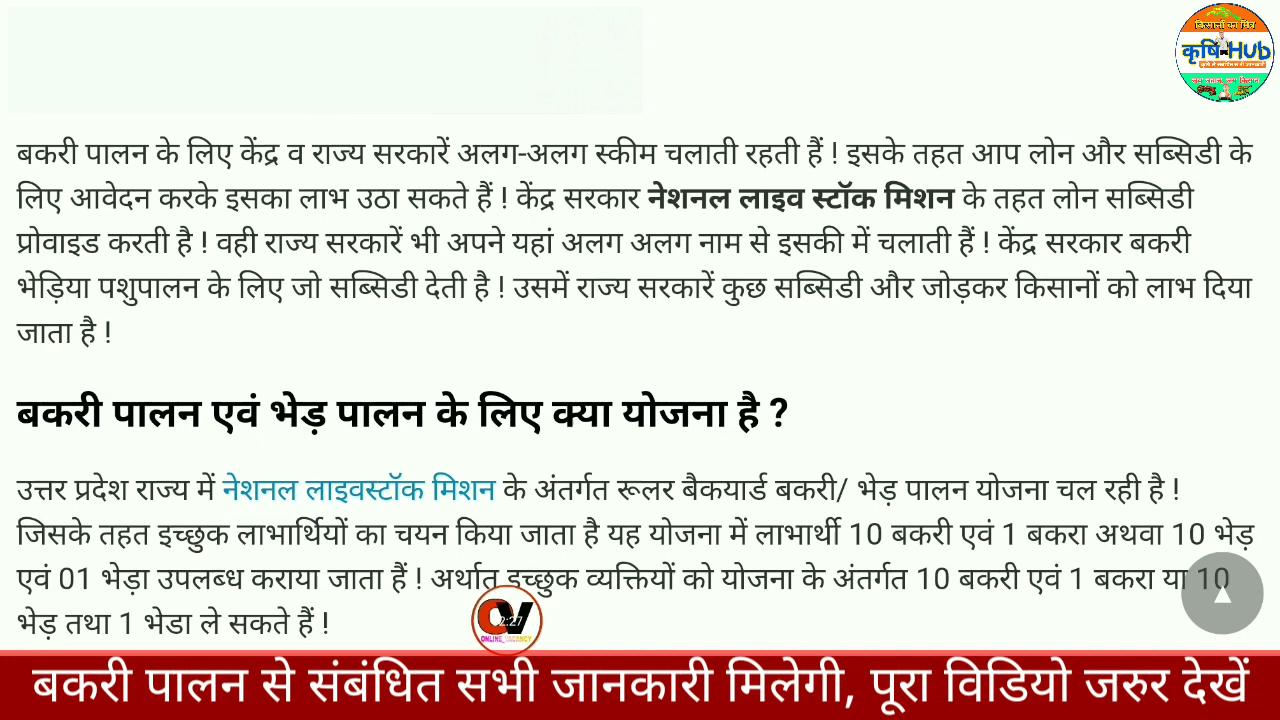 किसानों का मित्र
कृषि Hub
बकरी पालन के लिए केंद्र व राज्य सरकारें अलग-अलग स्कीम चलाती रहती हैं ! इसके तहत आप लोन और सब्सिडी के
लिए आवेदन करके इसका लाभ उठा सकते हैं ! केंद्र सरकार नेशनल लाइव स्टॉक मिशन के तहत लोन सब्सिडी
प्रोवाइड करती है ! वही राज्य सरकारें भी अपने यहां अलग अलग नाम से इसकी में चलाती हैं ! केंद्र सरकार बकरी
भेड़िया पशुपालन के लिए जो सब्सिडी देती है ! उसमें राज्य सरकारें कुछ सब्सिडी और जोड़कर किसानों को लाभ दिया
जाता है !
बकरी पालन एवं भेड़ पालन के लिए क्या योजना है ?
उत्तर प्रदेश राज्य में नेशनल लाइवस्टॉक मिशन के अंतर्गत रूलर बैकयार्ड बकरी/ भेड़ पालन योजना चल रही है !
जिसके तहत इच्छुक लाभार्थियों का चयन किया जाता है यह योजना में लाभार्थी 10 बकरी एवं 1 बकरा अथवा 10 भेड़
एवं 01 भेड़ा उपलब्ध कराया जाता हैं ! अर्थात इच्छुक व्यक्तियों को योजना के अंतर्गत 10 बकरी एवं 1 बकरा या 10
भेड़ तथा 1 भेडा ले सकते हैं !
CV
2:27
ONLINE_VACANCY
बकरी पालन से संबंधित सभी जानकारी मिलेगी, पूरा विडियो जरुर देखें